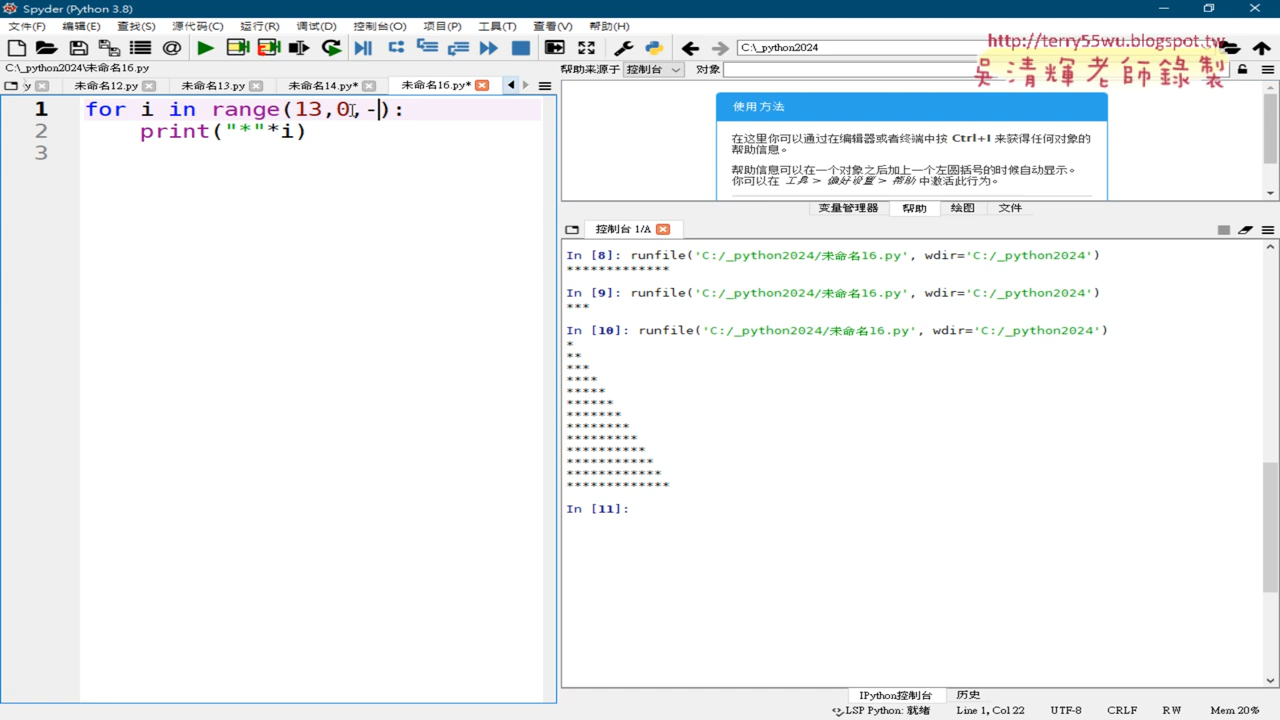 Spyder (Python 3.8)
文件(F) 编辑(E) 查找(S) 源代码(C) 运行(R) 调试(D) 控制台(O) 项目(P) 工具(T) 查看(V) 帮助(H)
C:\_python2024
http://terry55wu.blogspot.tw
吳清輝老師錄製
C:\_python2024\未命名16.py
帮助来源于 控制台 对象
y 未命名12.py 未命名13.py 未命名14.py* 未命名16.py*
1 for i in range(13,0,-):
2 print("*"*i)
3
使用方法
在这里你可以通过在编辑器或者终端中按 Ctrl+I 来获得任何对象的
帮助信息。
帮助信息可以在一个对象之后加上一个左圆括号的时候自动显示。
你可以在 工具 > 偏好设置 > 帮助 中激活此行为。
变量管理器 帮助 绘图 文件
控制台 1/A
In [8]: runfile('C:/_python2024/未命名16.py', wdir='C:/_python2024')
*************
In [9]: runfile('C:/_python2024/未命名16.py', wdir='C:/_python2024')
***
In [10]: runfile('C:/_python2024/未命名16.py', wdir='C:/_python2024')
*
**
***
****
*****
******
*******
********
*********
**********
***********
************
*************
In [11]:
IPython控制台 历史
LSP Python: 就绪 Line 1, Col 22 UTF-8 CRLF RW Mem 20%